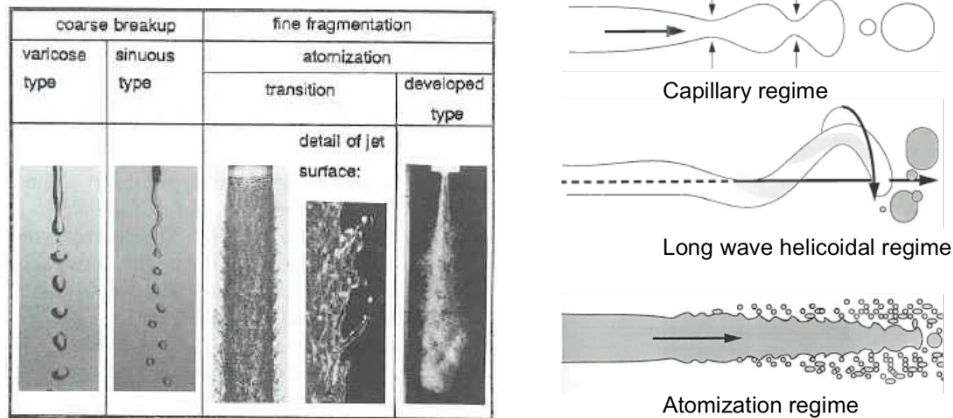 coarse breakup
fine fragmentation
varicose
type
sinuous
type
atomization
transition
developed
type
detail of jet
surface:
Capillary regime
Long wave helicoidal regime
Atomization regime